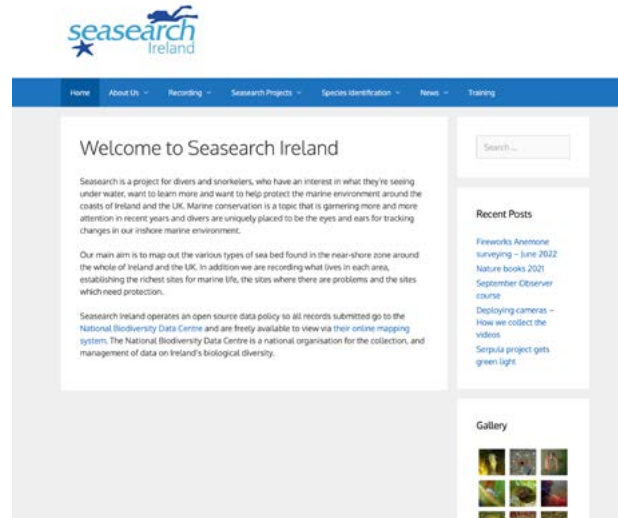 seasearch
Ireland
Home
About Us
Recording
Seasearch Projects
Species Identification
News
Training
Welcome to Seasearch Ireland
Seasearch is a project for divers and snorkelers, who have an interest in what they're seeing
under water, want to learn more and want to help protect the marine environment around the
coasts of Ireland and the UK. Marine conservation is a topic that is garnering more and more
attention in recent years and divers are uniquely placed to be the eyes and ears for tracking
changes in our inshore marine environment.
Our main aim is to map out the various types of sea bed found in the near-shore zone around
the whole of Ireland and the UK. In addition we are recording what lives in each area,
establishing the richest sites for marine life, the sites where there are problems and the sites
which need protection.
Seasearch Ireland operates an open source data policy so all records submitted go to the
National Biodiversity Data Centre and are freely available to view via their online mapping
system. The National Biodiversity Data Centre is a national organisation for the collection, and
management of data on Ireland's biological diversity.
Search ...
Recent Posts
Fireworks Anemone
surveying – June 2022
Nature books 2021
September Observer
course
Deploying cameras –
How we collect the
videos
Serpula project gets
green light
Gallery